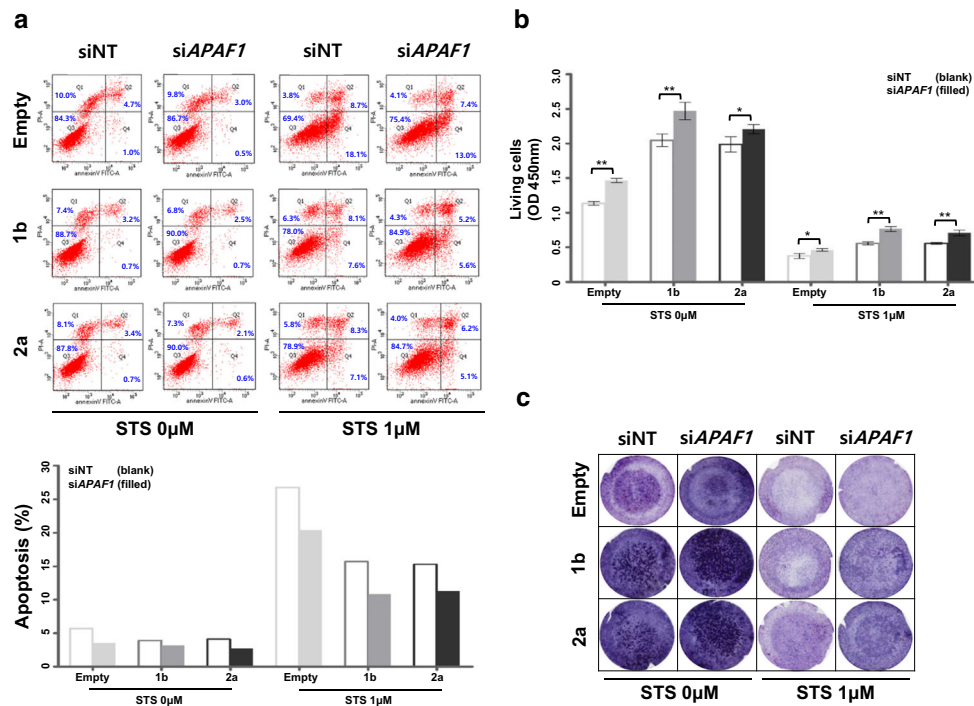 a
siNT siAPAF1 siNT siAPAF1
Empty
Q1 Q2 Q3 Q4
10.0% 4.7% 84.3% 1.0%
9.8% 3.0% 86.7% 0.5%
3.8% 8.7% 69.4% 18.1%
4.1% 7.4% 75.4% 13.0%
PI-A
annexinV FITC-A
1b
7.4% 3.2% 88.7% 0.7%
6.8% 2.5% 90.0% 0.7%
6.3% 8.1% 78.0% 7.6%
4.3% 5.2% 84.9% 5.6%
2a
8.1% 3.4% 87.8% 0.7%
7.3% 2.1% 90.0% 0.6%
5.8% 8.3% 78.9% 7.1%
4.0% 6.2% 84.7% 5.1%
STS 0μM STS 1μM
siNT (blank)
siAPAF1 (filled)
Apoptosis (%)
30
25
20
15
10
5
0
Empty 1b 2a Empty 1b 2a
STS 0μM STS 1μM
b
siNT (blank)
siAPAF1 (filled)
Living cells
(OD 450nm)
3.0
2.5
2.0
1.5
1.0
0.5
0
** ** * * ** **
Empty 1b 2a Empty 1b 2a
STS 0μM STS 1μM
c
siNT siAPAF1 siNT siAPAF1
Empty
1b
2a
STS 0μM STS 1μM